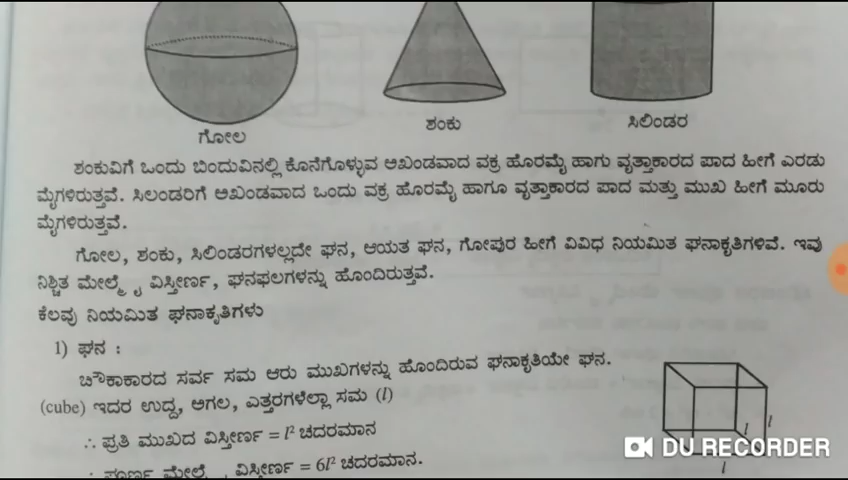 ಗೋಲ ಶಂಕು ಸಿಲಿಂಡರ
ಶಂಕುವಿಗೆ ಒಂದು ಬಿಂದುವಿನಲ್ಲಿ ಕೊನೆಗೊಳ್ಳುವ ಅಖಂಡವಾದ ವಕ್ರ ಹೊರಮೈ ಹಾಗು ವೃತ್ತಾಕಾರದ ಪಾದ ಹೀಗೆ ಎರಡು
ಮೈಗಳಿರುತ್ತವೆ. ಸಿಲಂಡರಿಗೆ ಅಖಂಡವಾದ ಒಂದು ವಕ್ರ ಹೊರಮೈ ಹಾಗೂ ವೃತ್ತಾಕಾರದ ಪಾದ ಮತ್ತು ಮುಖ ಹೀಗೆ ಮೂರು
ಮೈಗಳಿರುತ್ತವೆ.
ಗೋಲ, ಶಂಕು, ಸಿಲಿಂಡರಗಳಲ್ಲದೇ ಘನ, ಆಯತ ಘನ, ಗೋಪುರ ಹೀಗೆ ವಿವಿಧ ನಿಯಮಿತ ಘನಾಕೃತಿಗಳಿವೆ. ಇವು
ನಿಶ್ಚಿತ ಮೇಲ್ಮೈ ವಿಸ್ತೀರ್ಣ, ಘನಫಲಗಳನ್ನು ಹೊಂದಿರುತ್ತವೆ.
ಕೆಲವು ನಿಯಮಿತ ಘನಾಕೃತಿಗಳು
1) ಘನ :
ಚೌಕಾಕಾರದ ಸರ್ವ ಸಮ ಆರು ಮುಖಗಳನ್ನು ಹೊಂದಿರುವ ಘನಾಕೃತಿಯೇ ಘನ.
(cube) ಇದರ ಉದ್ದ, ಅಗಲ, ಎತ್ತರಗಳೆಲ್ಲಾ ಸಮ (l)
∴ ಪ್ರತಿ ಮುಖದ ವಿಸ್ತೀರ್ಣ = l² ಚದರಮಾನ
∴ ಪೂರ್ಣ ಮೇಲ್ಮೈ ವಿಸ್ತೀರ್ಣ = 6l² ಚದರಮಾನ.
l
l
l
DU RECORDER